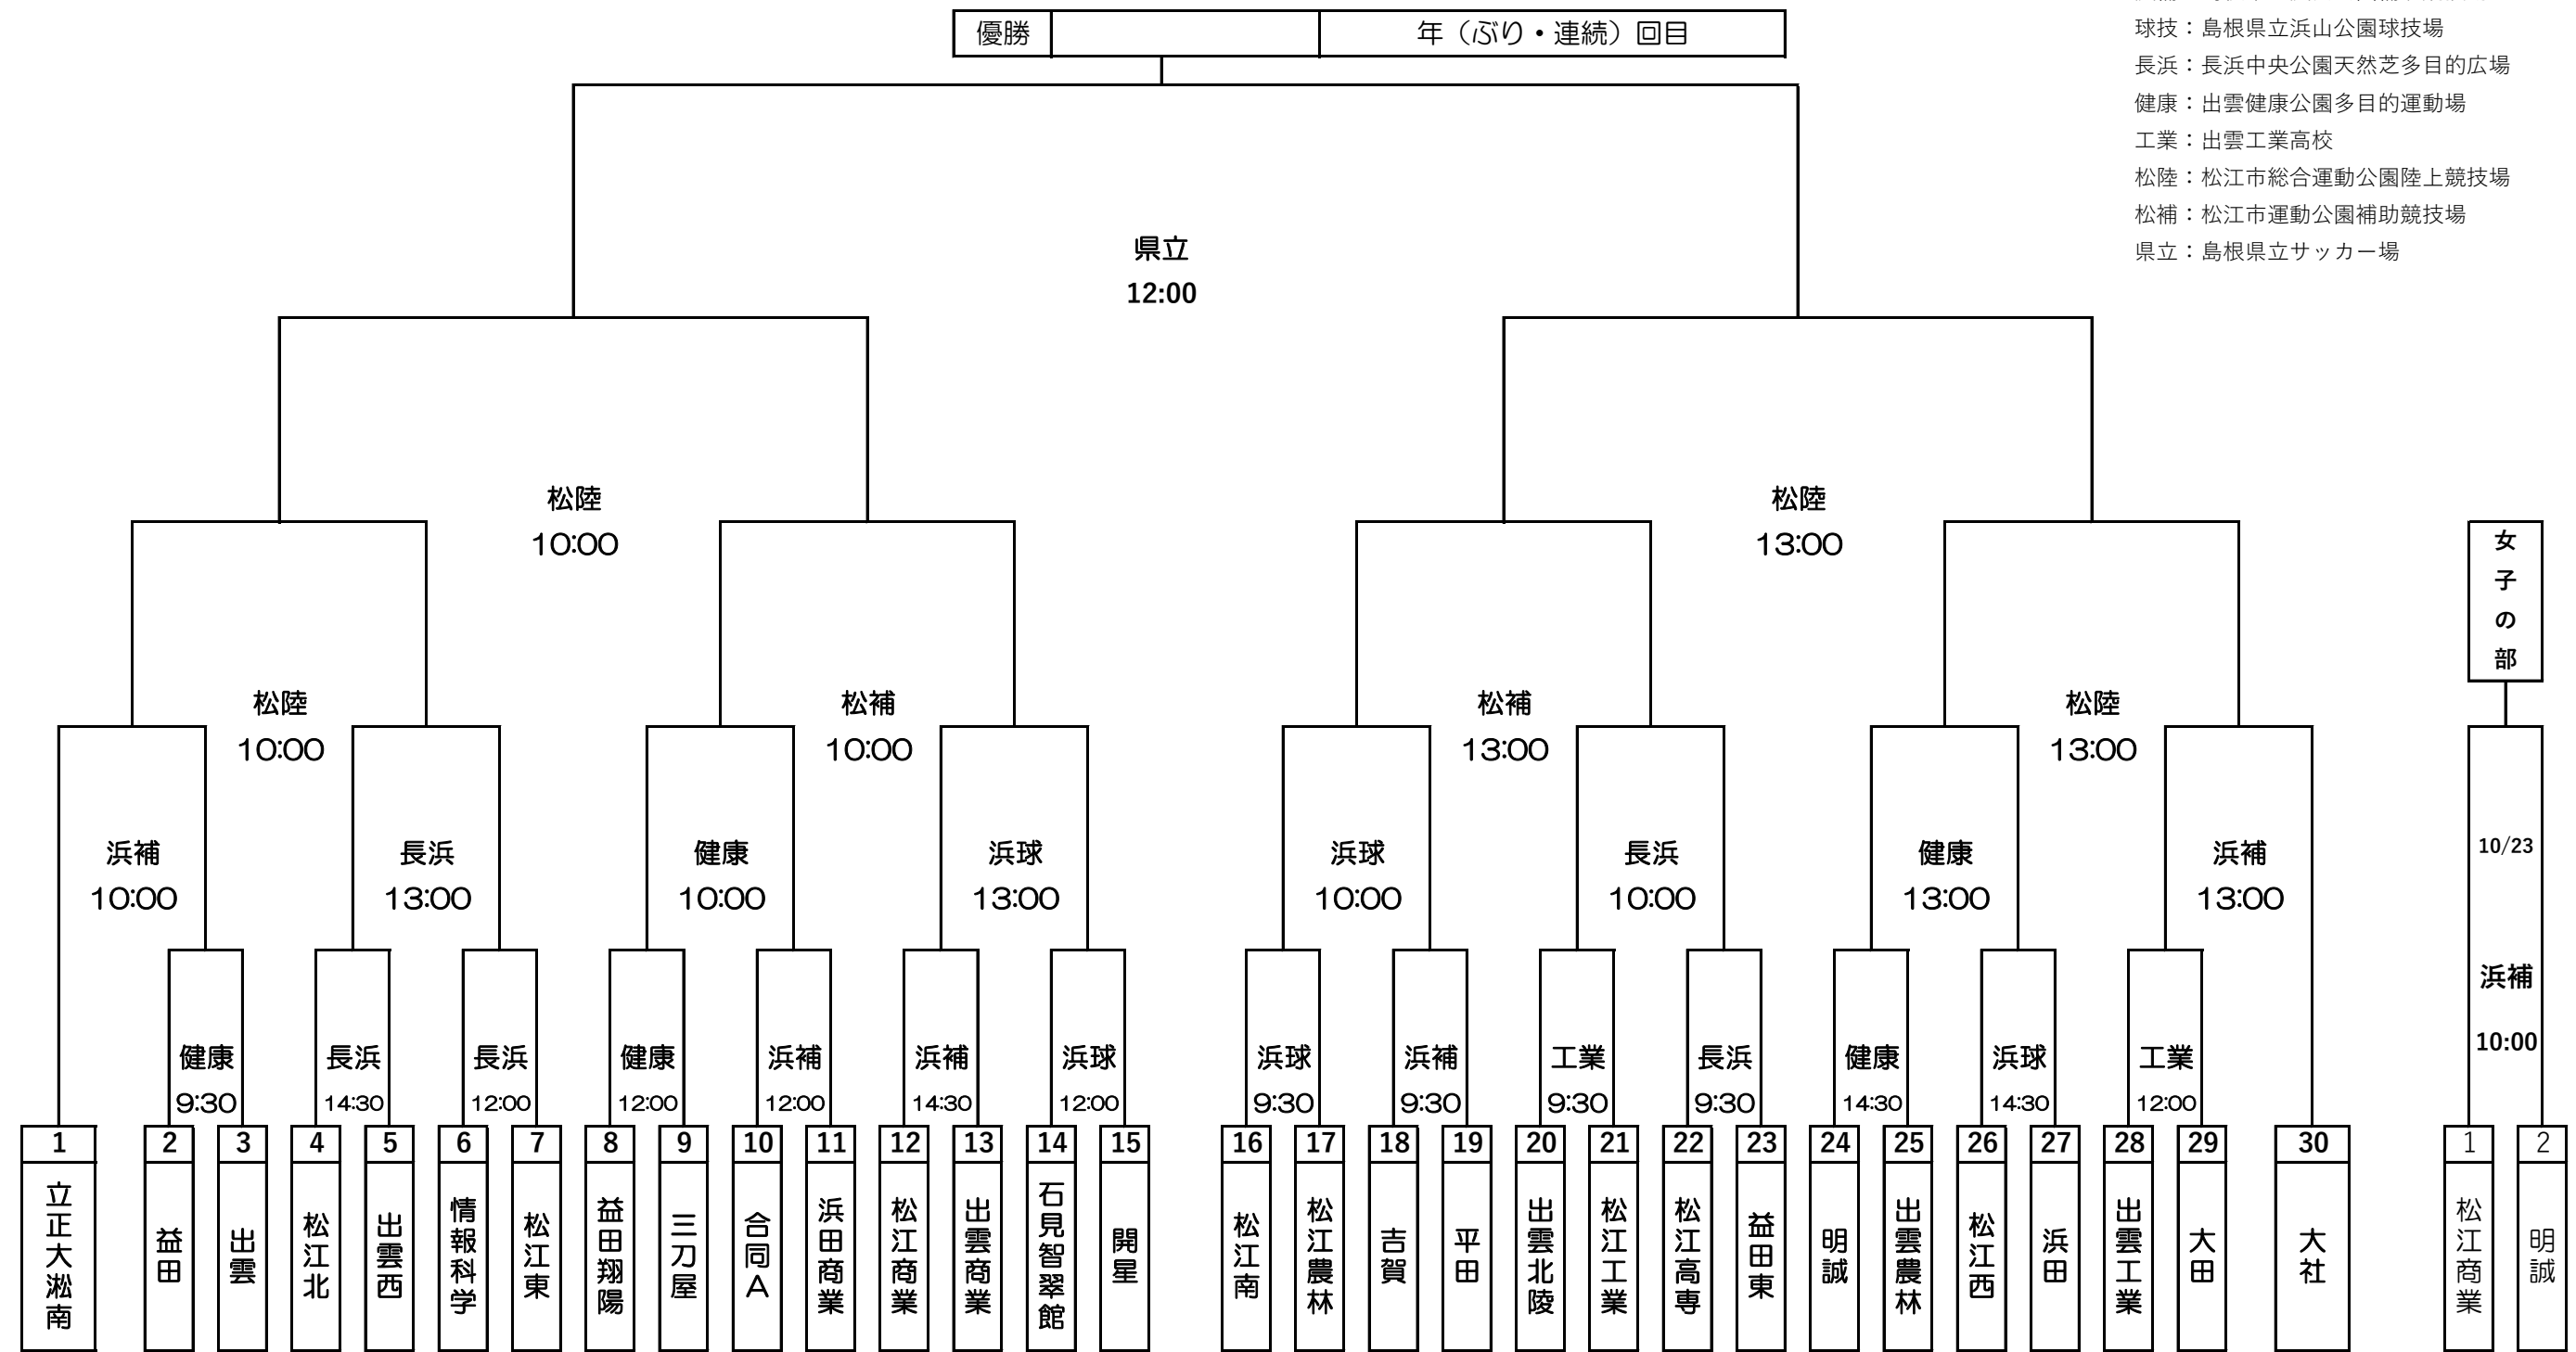 優勝 年（ぶり・連続）回目
球技：島根県立浜山公園球技場
長浜：長浜中央公園天然芝多目的広場
健康：出雲健康公園多目的運動場
工業：出雲工業高校
松陸：松江市総合運動公園陸上競技場
松補：松江市運動公園補助競技場
県立：島根県立サッカー場
県立
12:00
松陸 松陸
10:00 13:00
女子の部
松陸 松補 松補 松陸
10:00 10:00 13:00 13:00
浜補 長浜 健康 浜球 浜球 長浜 健康 浜補 10/23
10:00 13:00 10:00 13:00 10:00 10:00 13:00 13:00
浜補
10:00
健康 長浜 長浜 健康 浜補 浜補 浜球 浜球 浜補 工業 長浜 健康 浜球 工業
9:30 14:30 12:00 12:00 12:00 14:30 12:00 9:30 9:30 9:30 9:30 14:30 14:30 12:00
1 2 3 4 5 6 7 8 9 10 11 12 13 14 15 16 17 18 19 20 21 22 23 24 25 26 27 28 29 30 1 2
立正大淞南
益田
出雲
松江北
出雲西
情報科学
松江東
益田翔陽
三刀屋
合同A
浜田商業
松江商業
出雲商業
石見智翠館
開星
松江南
松江農林
吉賀
平田
出雲北陵
松江工業
松江高専
益田東
明誠
出雲農林
松江西
浜田
出雲工業
大田
大社
松江商業
明誠